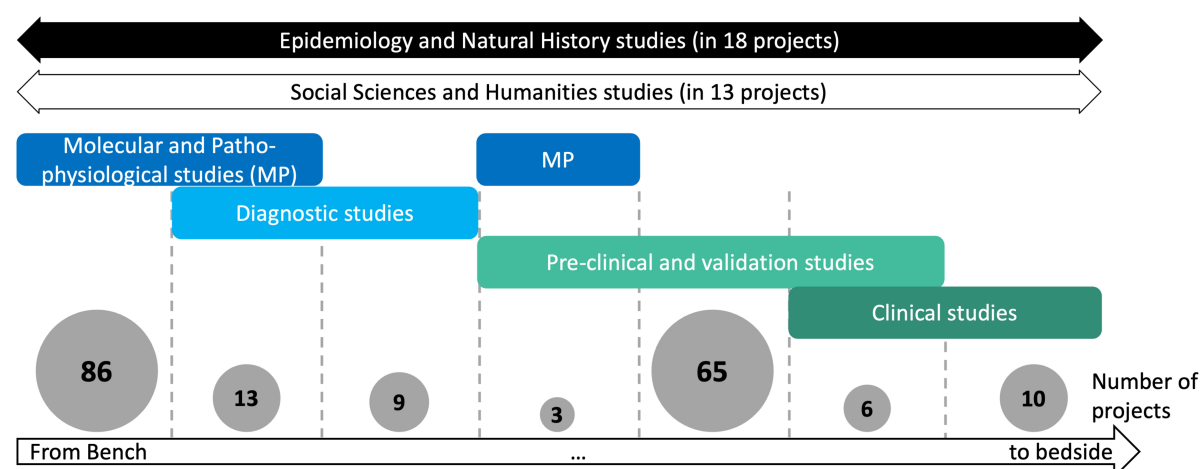 Epidemiology and Natural History studies (in 18 projects)
Social Sciences and Humanities studies (in 13 projects)
Molecular and Patho-
physiological studies (MP)
MP
Diagnostic studies
Pre-clinical and validation studies
Clinical studies
86
13
9
3
65
6
10
Number of
projects
From Bench
...
to bedside